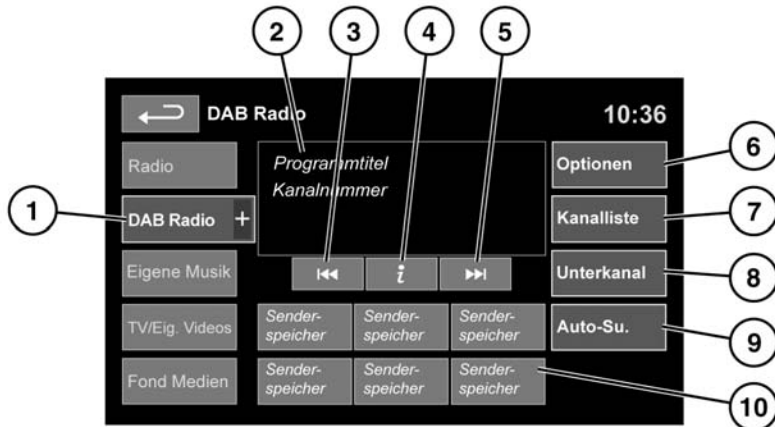 2
3
4
5
DAB Radio
10:36
Radio
Programmtitel
Kanalnummer
Optionen
6
1
DAB Radio +
Kanalliste
7
Eigene Musik
i
Unterkanal
8
TV/Eig. Videos
Sender-
speicher
Sender-
speicher
Sender-
speicher
Auto-Su.
9
Fond Medien
Sender-
speicher
Sender-
speicher
Sender-
speicher
10